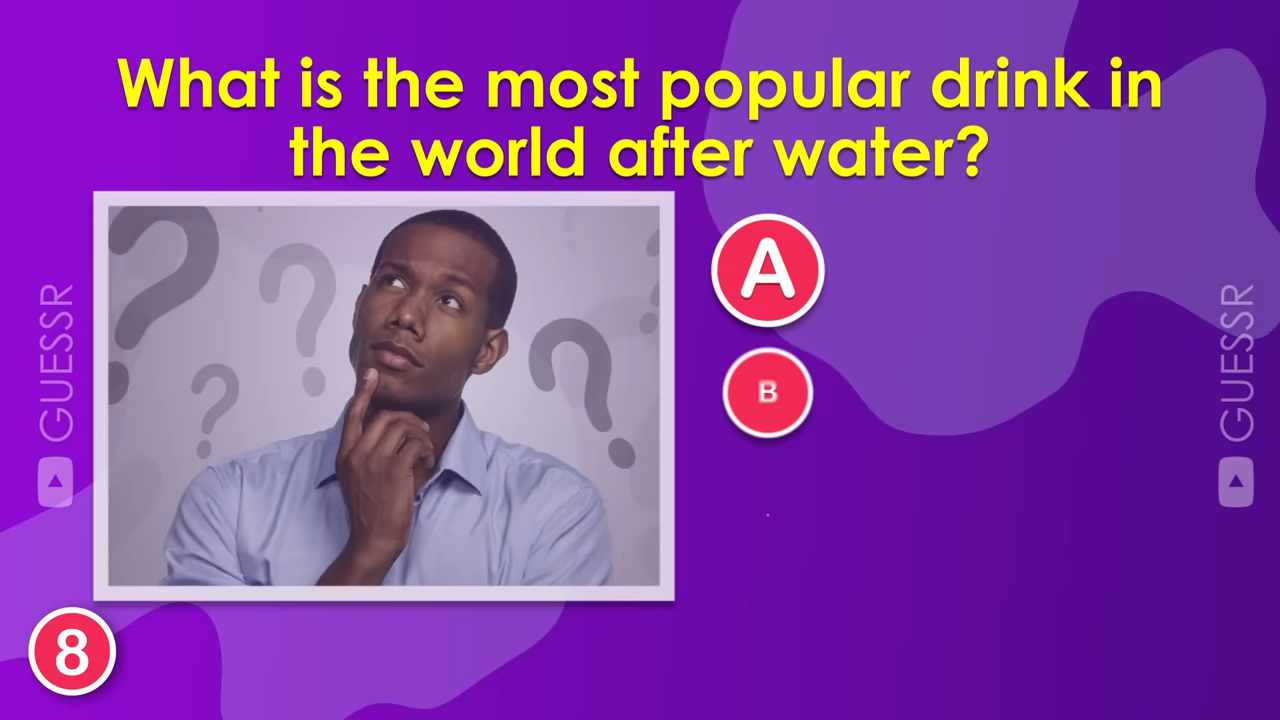 What is the most popular drink in
the world after water?
A
B
GUESSR
GUESSR
8